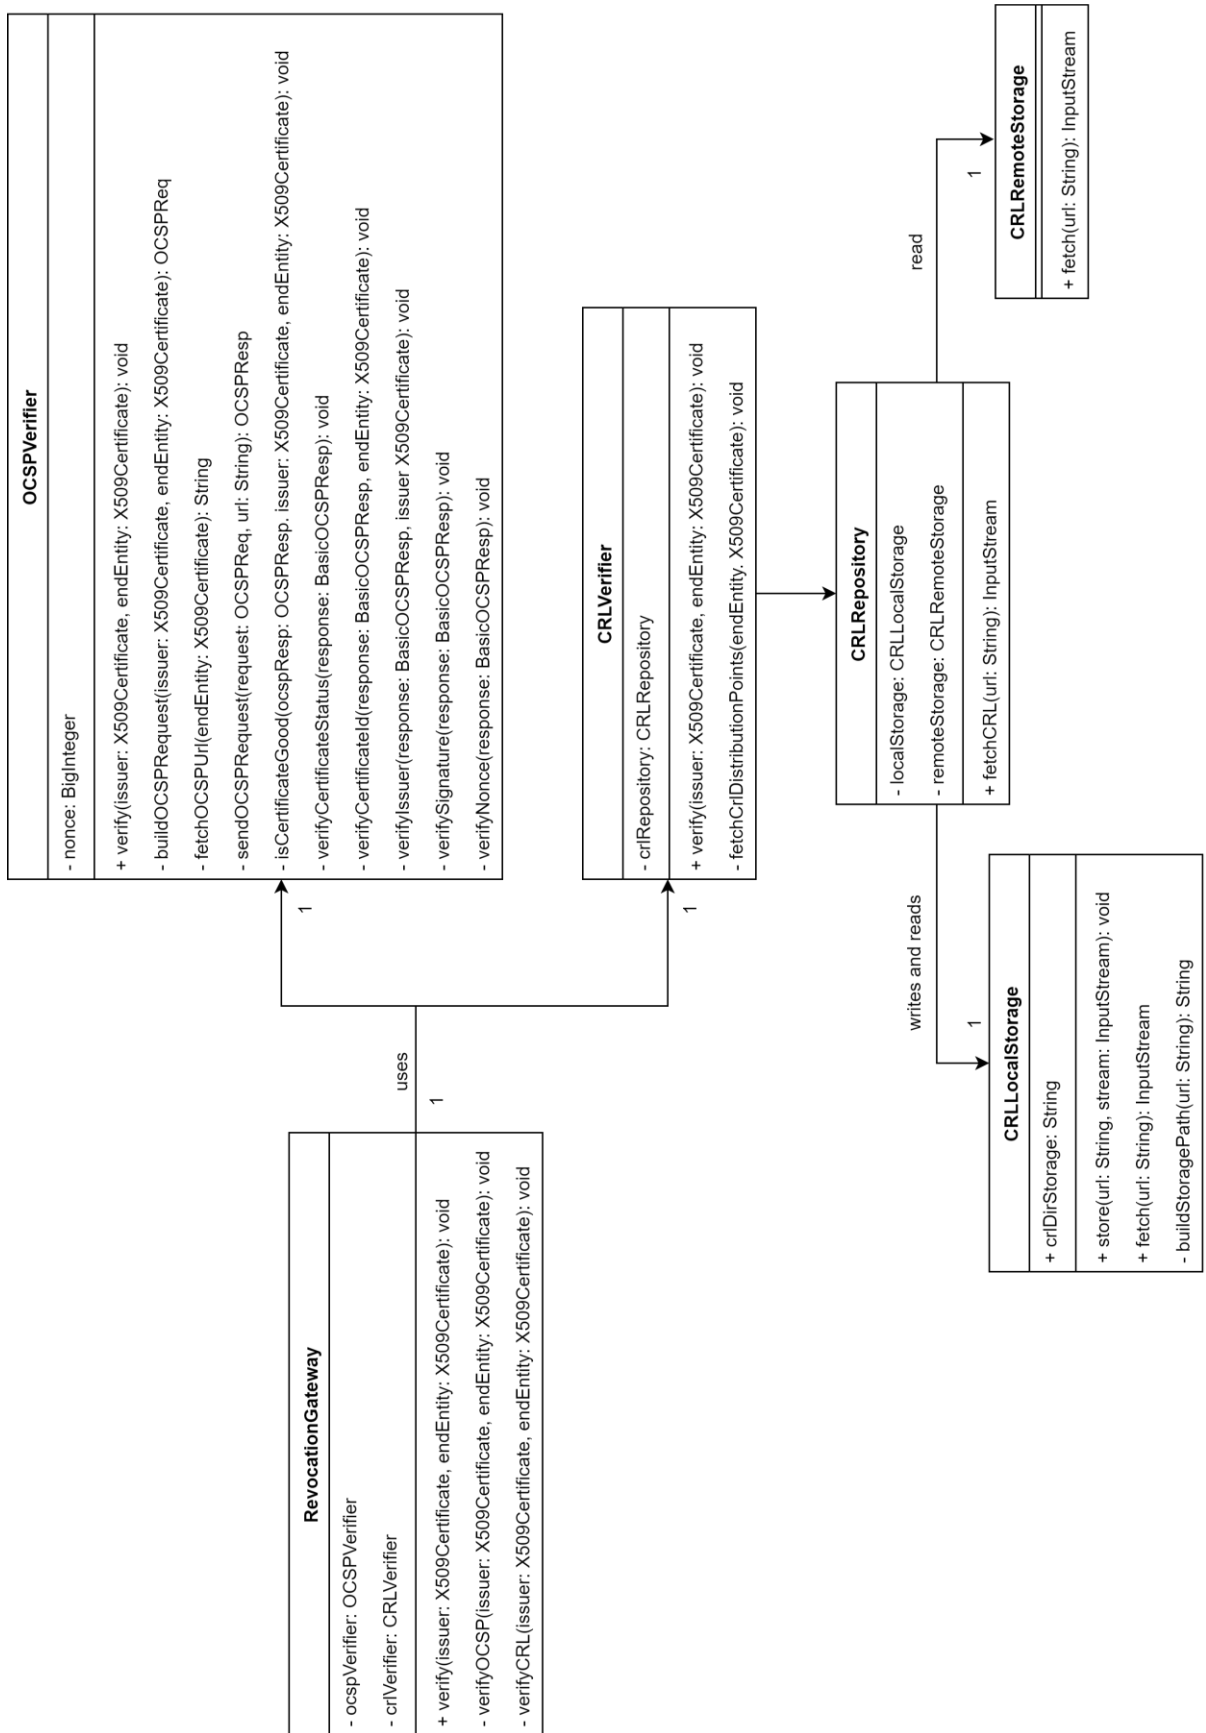 RevocationGateway
- ocspVerifier: OCSPVerifier
- crlVerifier: CRLVerifier
+ verify(issuer: X509Certificate, endEntity: X509Certificate): void
- verifyOCSP(issuer: X509Certificate, endEntity: X509Certificate): void
- verifyCRL(issuer: X509Certificate, endEntity: X509Certificate): void
uses
1
1
1
OCSPVerifier
- nonce: BigInteger
+ verify(issuer: X509Certificate, endEntity: X509Certificate): void
- buildOCSPRequest(issuer: X509Certificate, endEntity: X509Certificate): OCSPReq
- fetchOCSPUrl(endEntity: X509Certificate): String
- sendOCSPRequest(request: OCSPReq, url: String): OCSPResp
- isCertificateGood(ocspResp: OCSPResp. issuer: X509Certificate, endEntity: X509Certificate): void
- verifyCertificateStatus(response: BasicOCSPResp): void
- verifyCertificateId(response: BasicOCSPResp, endEntity: X509Certificate): void
- verifyIssuer(response: BasicOCSPResp, issuer X509Certificate): void
- verifySignature(response: BasicOCSPResp): void
- verifyNonce(response: BasicOCSPResp): void
CRLVerifier
- crlRepository: CRLRepository
+ verify(issuer: X509Certificate, endEntity: X509Certificate): void
- fetchCrlDistributionPoints(endEntity. X509Certificate): void
CRLRepository
- localStorage: CRLLocalStorage
- remoteStorage: CRLRemoteStorage
+ fetchCRL(url: String): InputStream
writes and reads
1
read
1
CRLLocalStorage
+ crlDirStorage: String
+ store(url: String, stream: InputStream): void
+ fetch(url: String): InputStream
- buildStoragePath(url: String): String
CRLRemoteStorage
+ fetch(url: String): InputStream